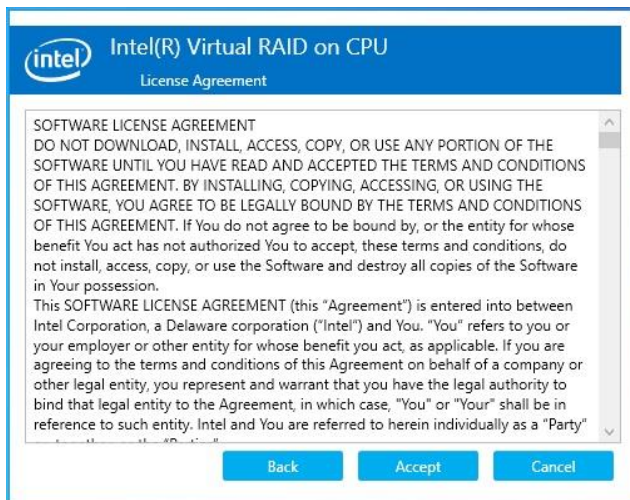 intel
Intel(R) Virtual RAID on CPU
License Agreement
SOFTWARE LICENSE AGREEMENT
DO NOT DOWNLOAD, INSTALL, ACCESS, COPY, OR USE ANY PORTION OF THE
SOFTWARE UNTIL YOU HAVE READ AND ACCEPTED THE TERMS AND CONDITIONS
OF THIS AGREEMENT. BY INSTALLING, COPYING, ACCESSING, OR USING THE
SOFTWARE, YOU AGREE TO BE LEGALLY BOUND BY THE TERMS AND CONDITIONS
OF THIS AGREEMENT. If You do not agree to be bound by, or the entity for whose
benefit You act has not authorized You to accept, these terms and conditions, do
not install, access, copy, or use the Software and destroy all copies of the Software
in Your possession.
This SOFTWARE LICENSE AGREEMENT (this “Agreement”) is entered into between
Intel Corporation, a Delaware corporation (“Intel”) and You. “You” refers to you or
your employer or other entity for whose benefit you act, as applicable. If you are
agreeing to the terms and conditions of this Agreement on behalf of a company or
other legal entity, you represent and warrant that you have the legal authority to
bind that legal entity to the Agreement, in which case, "You" or "Your" shall be in
reference to such entity. Intel and You are referred to herein individually as a “Party”
Back Accept Cancel